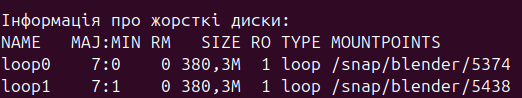 Інформація про жорсткі диски:
NAME   MAJ:MIN RM   SIZE RO TYPE MOUNTPOINTS
loop0    7:0    0 380,3M  1 loop /snap/blender/5374
loop1    7:1    0 380,3M  1 loop /snap/blender/5438